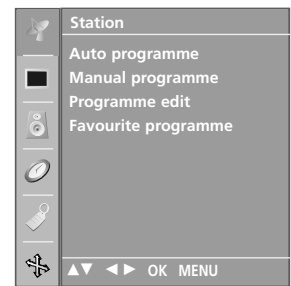 Station
Auto programme
Manual programme
Programme edit
Favourite programme
▲▼ ◄► OK MENU